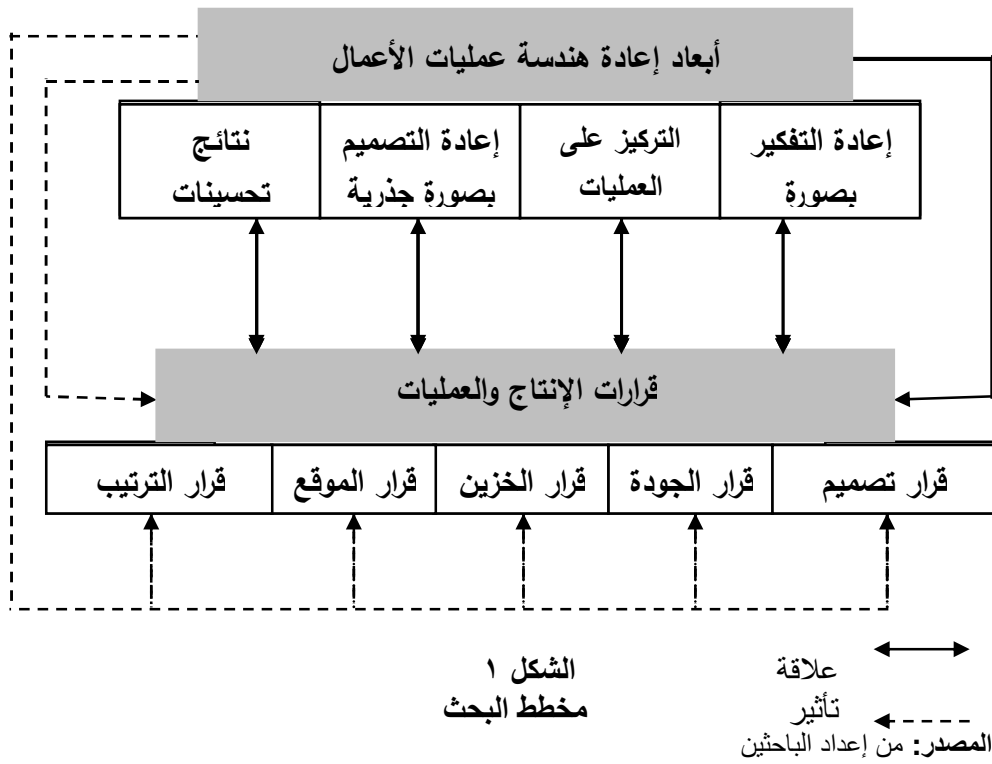 أبعاد إعادة هندسة عمليات الأعمال
إعادة التفكير
بصورة
التركيز على
العمليات
إعادة التصميم
بصورة جذرية
نتائج
تحسينات
قرارات الإنتاج والعمليات
قرار تصميم
قرار الجودة
قرار الخزين
قرار الموقع
قرار الترتيب
علاقة
تأثير
الشكل ١
مخطط البحث
المصدر: من إعداد الباحثين